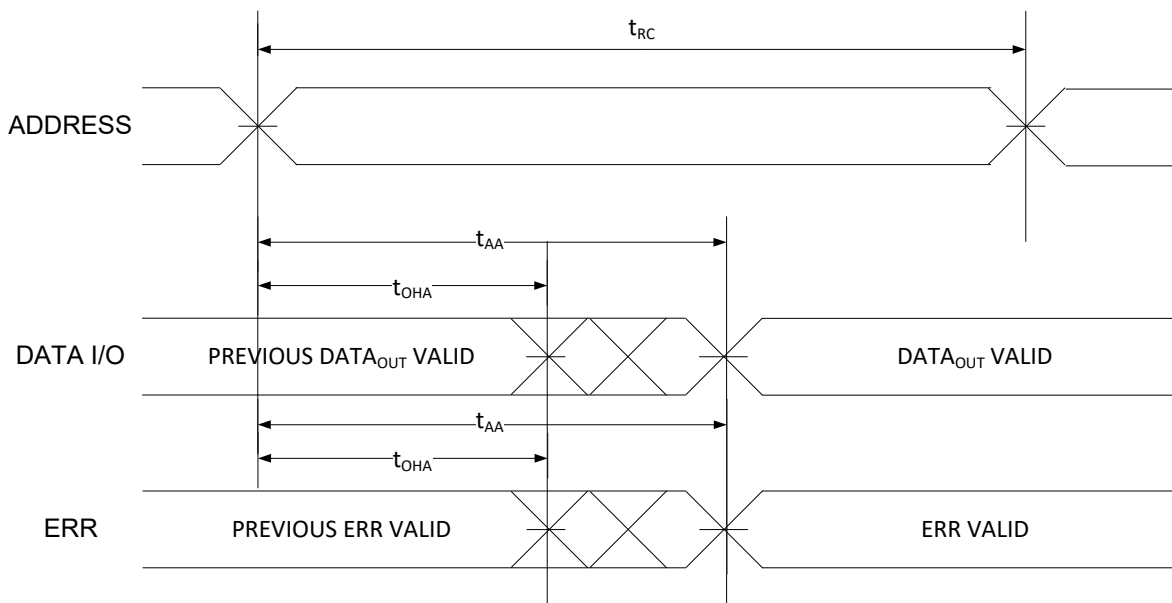 tRC
ADDRESS
tAA
tOHA
DATA I/O PREVIOUS DATAOUT VALID DATAOUT VALID
tAA
tOHA
ERR PREVIOUS ERR VALID ERR VALID